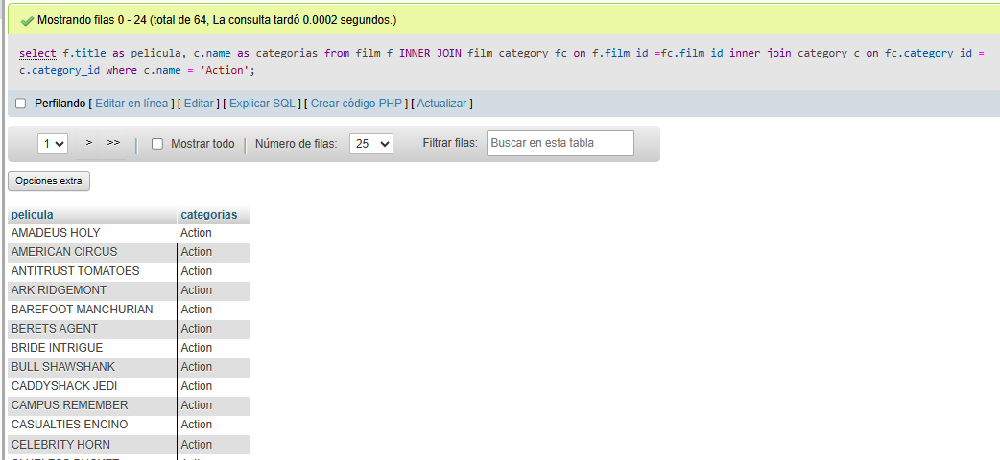 Mostrando filas 0 - 24 (total de 64, La consulta tardó 0.0002 segundos.)
select f.title as pelicula, c.name as categorias from film f INNER JOIN film_category fc on f.film_id =fc.film_id inner join category c on fc.category_id =
c.category_id where c.name = 'Action';
Perfilando [ Editar en línea ] [ Editar ] [ Explicar SQL ] [ Crear código PHP ] [ Actualizar ]
1 > >> | Mostrar todo | Número de filas: 25 Filtrar filas: Buscar en esta tabla
Opciones extra
pelicula categorias
AMADEUS HOLY Action
AMERICAN CIRCUS Action
ANTITRUST TOMATOES Action
ARK RIDGEMONT Action
BAREFOOT MANCHURIAN Action
BERETS AGENT Action
BRIDE INTRIGUE Action
BULL SHAWSHANK Action
CADDYSHACK JEDI Action
CAMPUS REMEMBER Action
CASUALTIES ENCINO Action
CELEBRITY HORN Action